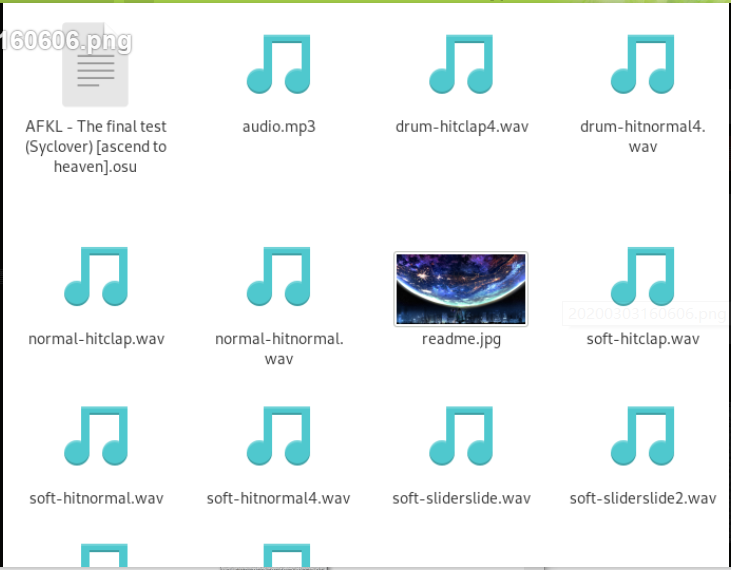 160606.png
AFKL - The final test
(Syclover) [ascend to
heaven].osu
audio.mp3
drum-hitclap4.wav
drum-hitnormal4.
wav
normal-hitclap.wav
normal-hitnormal.
wav
readme.jpg
20200303160606.png
soft-hitclap.wav
soft-hitnormal.wav
soft-hitnormal4.wav
soft-sliderslide.wav
soft-sliderslide2.wav